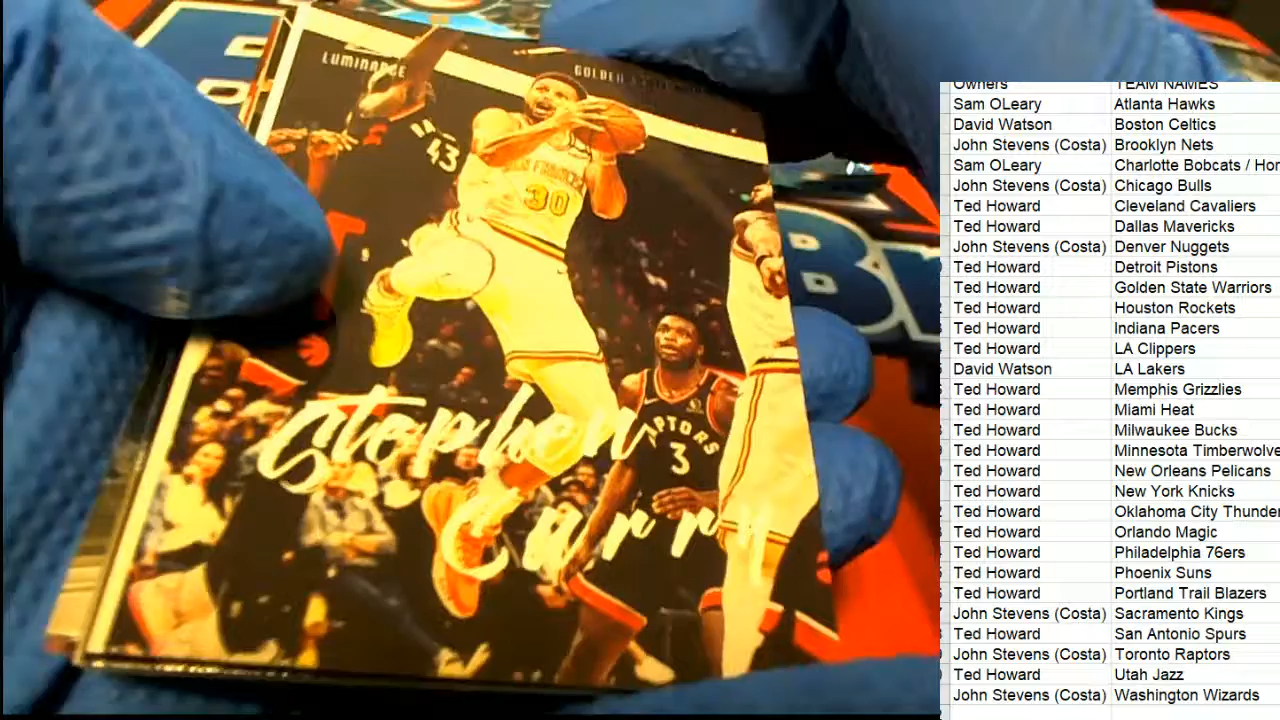 LUMINANCE
GOLDEN STATE
43
SAN FRANCISCO
30
RAPTORS
3
Stephen
Curry
Br
Owners TEAM NAMES
Sam OLeary Atlanta Hawks
David Watson Boston Celtics
John Stevens (Costa) Brooklyn Nets
Sam OLeary Charlotte Bobcats / Hor
John Stevens (Costa) Chicago Bulls
Ted Howard Cleveland Cavaliers
Ted Howard Dallas Mavericks
John Stevens (Costa) Denver Nuggets
Ted Howard Detroit Pistons
Ted Howard Golden State Warriors
Ted Howard Houston Rockets
Ted Howard Indiana Pacers
Ted Howard LA Clippers
David Watson LA Lakers
Ted Howard Memphis Grizzlies
Ted Howard Miami Heat
Ted Howard Milwaukee Bucks
Ted Howard Minnesota Timberwolve
Ted Howard New Orleans Pelicans
Ted Howard New York Knicks
Ted Howard Oklahoma City Thunder
Ted Howard Orlando Magic
Ted Howard Philadelphia 76ers
Ted Howard Phoenix Suns
Ted Howard Portland Trail Blazers
John Stevens (Costa) Sacramento Kings
Ted Howard San Antonio Spurs
John Stevens (Costa) Toronto Raptors
Ted Howard Utah Jazz
John Stevens (Costa) Washington Wizards